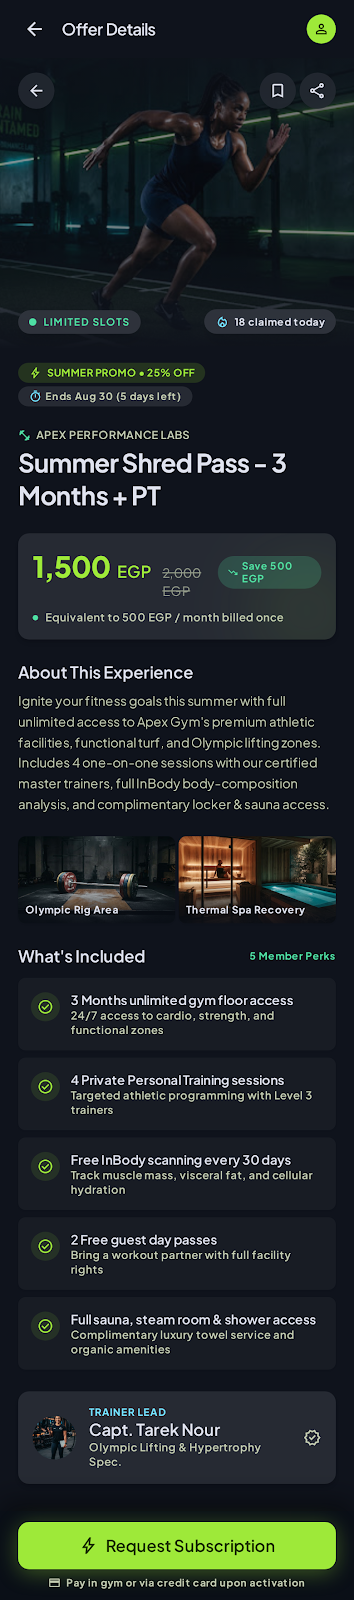 Offer Details
LIMITED SLOTS
18 claimed today
SUMMER PROMO • 25% OFF
Ends Aug 30 (5 days left)
APEX PERFORMANCE LABS
Summer Shred Pass – 3
Months + PT
1,500 EGP 2,000
EGP
Save 500
EGP
Equivalent to 500 EGP / month billed once
About This Experience
Ignite your fitness goals this summer with full
unlimited access to Apex Gym's premium athletic
facilities, functional turf, and Olympic lifting zones.
Includes 4 one-on-one sessions with our certified
master trainers, full InBody body-composition
analysis, and complimentary locker & sauna access.
Olympic Rig Area
Thermal Spa Recovery
What's Included
5 Member Perks
3 Months unlimited gym floor access
24/7 access to cardio, strength, and
functional zones
4 Private Personal Training sessions
Targeted athletic programming with Level 3
trainers
Free InBody scanning every 30 days
Track muscle mass, visceral fat, and cellular
hydration
2 Free guest day passes
Bring a workout partner with full facility
rights
Full sauna, steam room & shower access
Complimentary luxury towel service and
organic amenities
TRAINER LEAD
Capt. Tarek Nour
Olympic Lifting & Hypertrophy
Spec.
Request Subscription
Pay in gym or via credit card upon activation